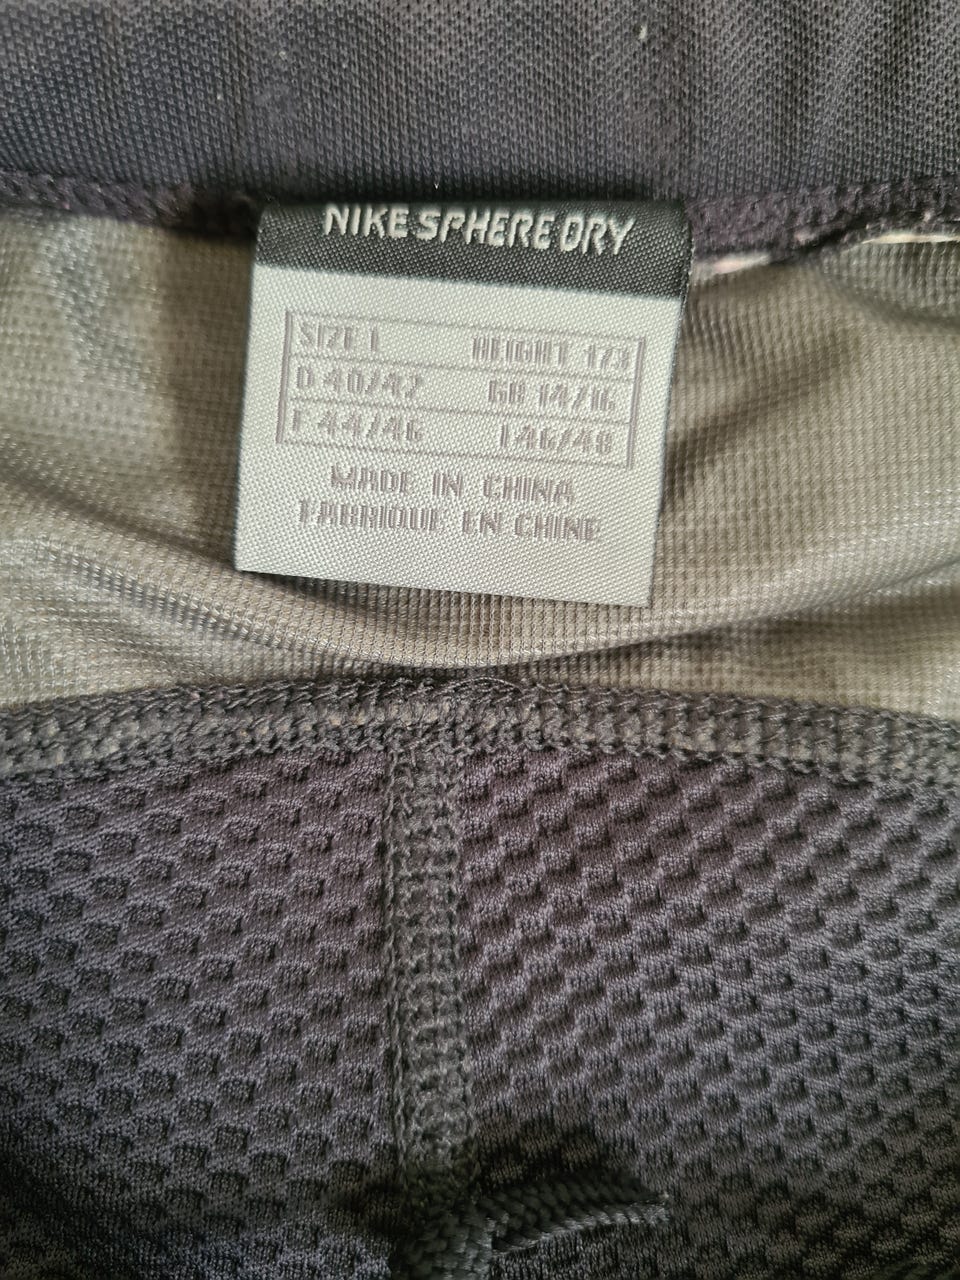 NIKE SPHERE DRY
SIZE L HEIGHT 173
D 40/42 GB 14/16
F 44/46 I 46/48
MADE IN CHINA
FABRIQUE EN CHINE